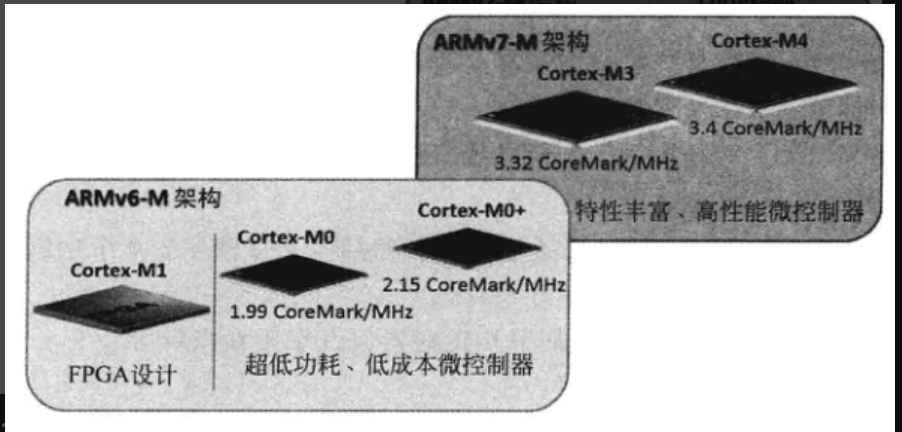 ARMv7-M 架构
Cortex-M4
Cortex-M3
3.4 CoreMark/MHz
3.32 CoreMark/MHz
特性丰富、高性能微控制器
ARMv6-M 架构
Cortex-M0+
Cortex-M0
Cortex-M1
2.15 CoreMark/MHz
1.99 CoreMark/MHz
FPGA设计
超低功耗、低成本微控制器